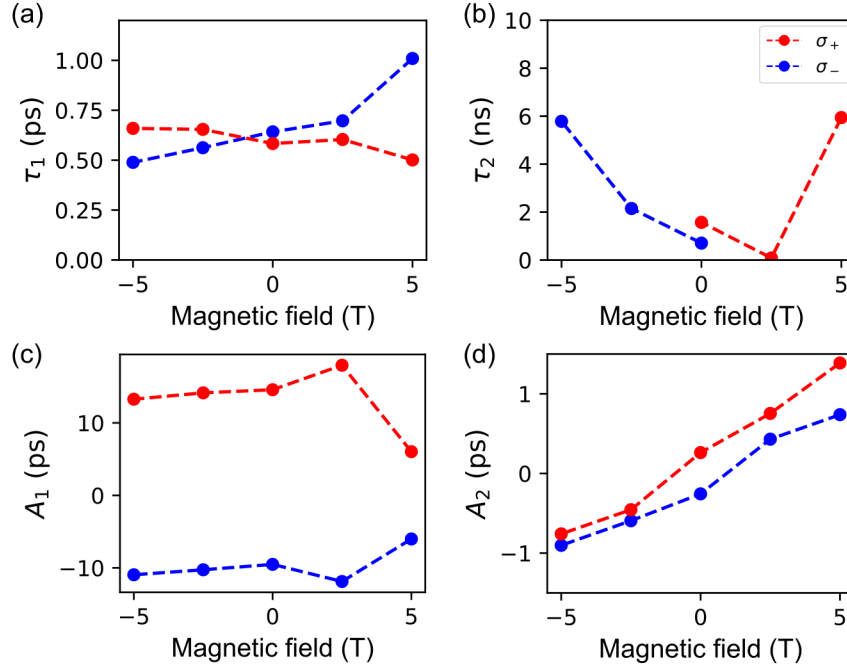 (a)
1.00
0.75
0.50
0.25
0.00
τ1 (ps)
−5
0
5
Magnetic field (T)
(b)
10
8
6
4
2
0
τ2 (ns)
σ+
σ−
−5
0
5
Magnetic field (T)
(c)
10
0
−10
A1 (ps)
−5
0
5
Magnetic field (T)
(d)
1
0
−1
A2 (ps)
−5
0
5
Magnetic field (T)